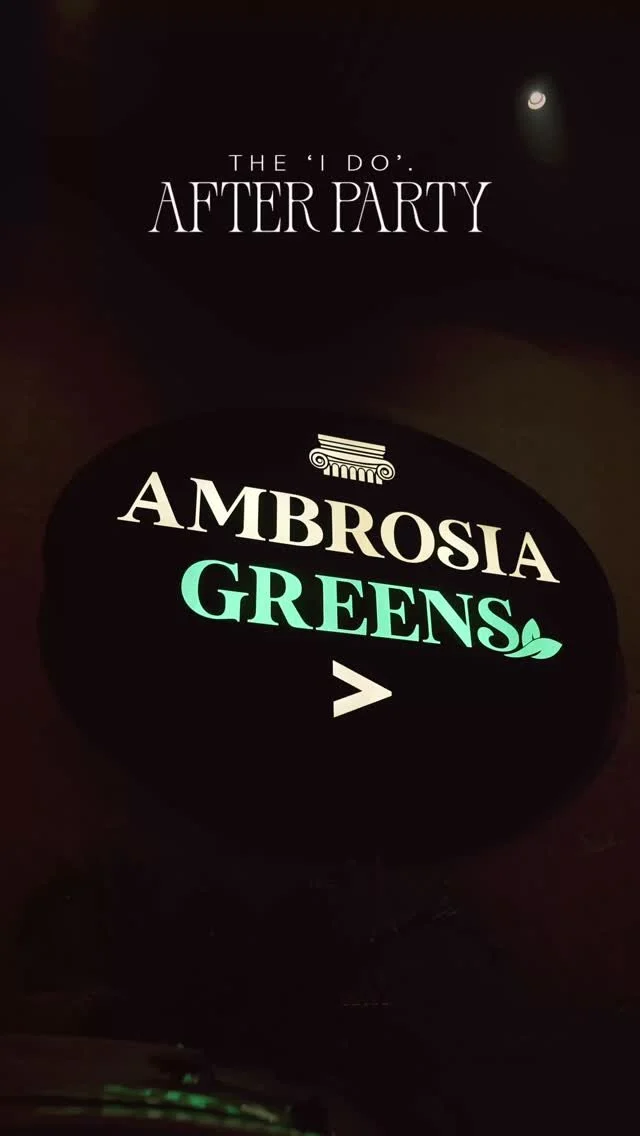 THE ‘I DO’.
AFTER PARTY
AMBROSIA
GREENS
>